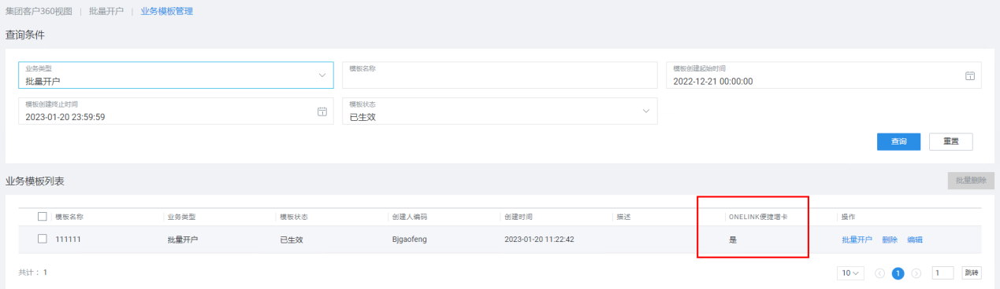 集团客户360视图 | 批量开户 | 业务模板管理
查询条件
业务类型 模板名称 模板创建起始时间
批量开户 2022-12-21 00:00:00
模板创建终止时间 模板状态
2023-01-20 23:59:59 已生效
查询 重置
业务模板列表 批量删除
模板名称 业务类型 模板状态 创建人编码 创建时间 描述 ONELINK便捷增卡 操作
111111 批量开户 已生效 Bjgaofeng 2023-01-20 11:22:42 是 批量开户 删除 编辑
共计：1 10 1 1 跳转